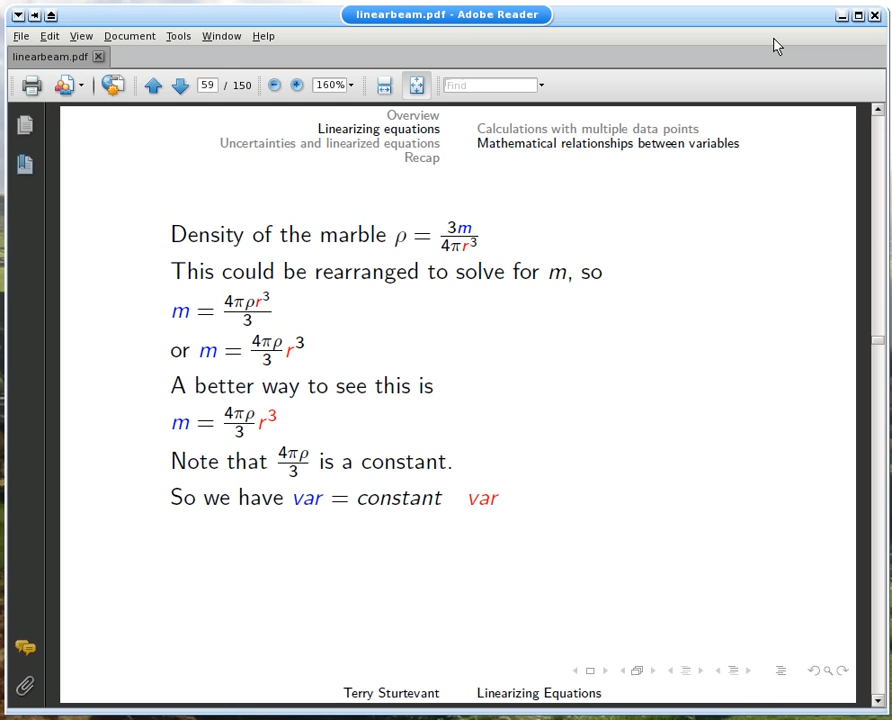 linearbeam.pdf - Adobe Reader
File Edit View Document Tools Window Help
linearbeam.pdf
59 / 150 160% Find
Overview
Linearizing equations
Uncertainties and linearized equations
Recap
Calculations with multiple data points
Mathematical relationships between variables
Density of the marble ρ = 3m/4πr³
This could be rearranged to solve for m, so
m = 4πρr³/3
or m = 4πρ/3 r³
A better way to see this is
m = 4πρ/3 r³
Note that 4πρ/3 is a constant.
So we have var = constant var
Terry Sturtevant Linearizing Equations